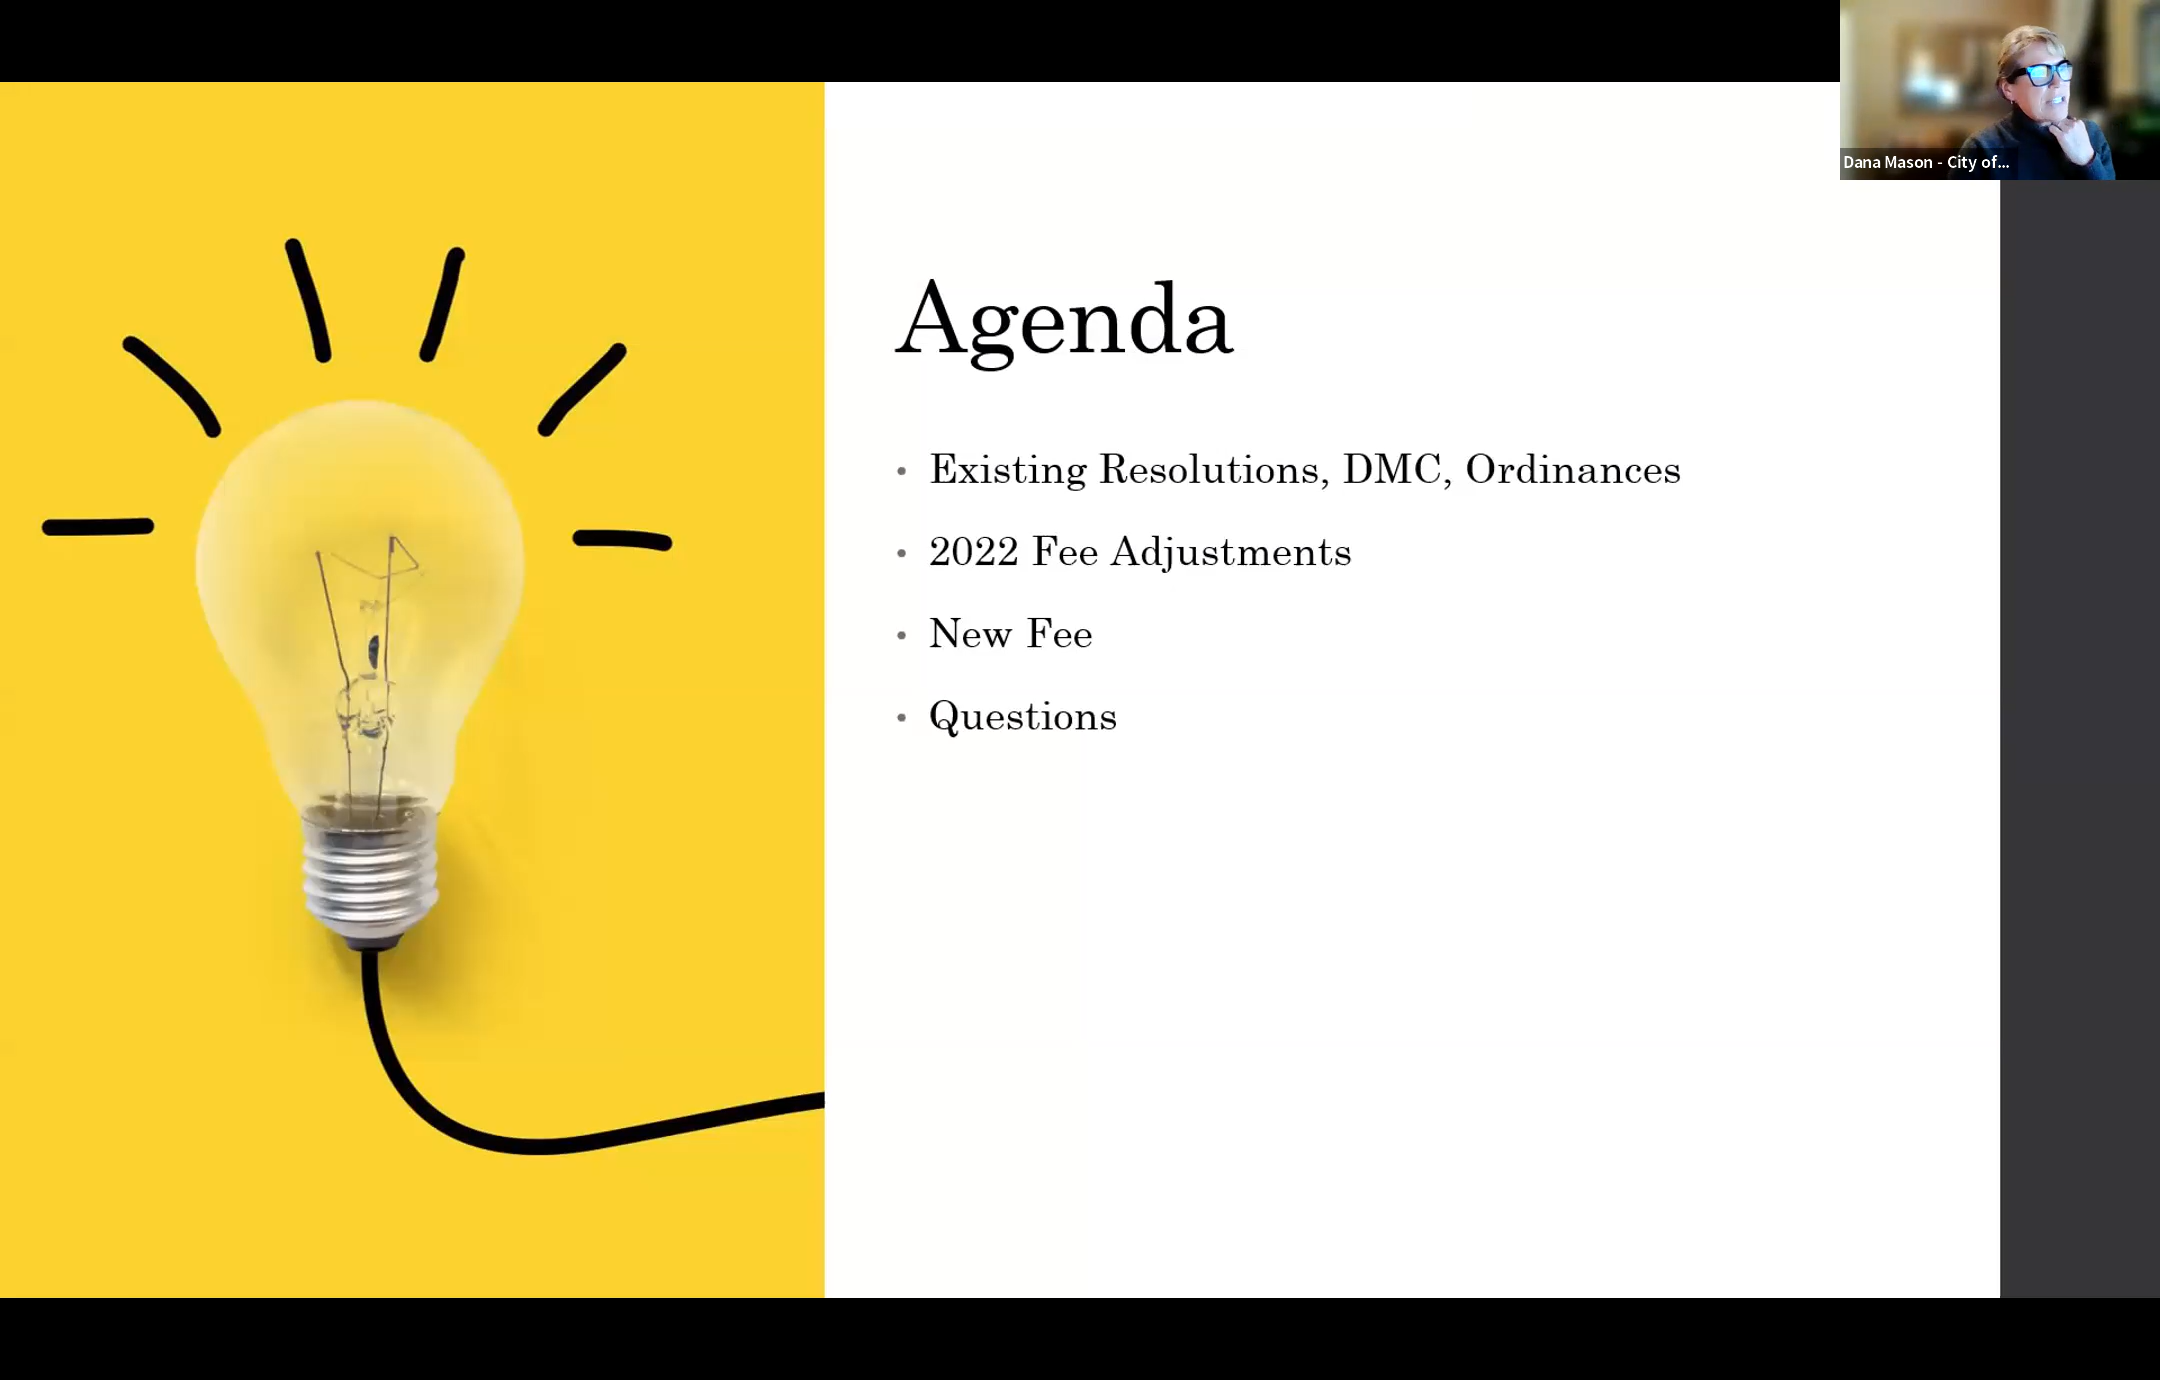 Dana Mason - City of...
Agenda
• Existing Resolutions, DMC, Ordinances
• 2022 Fee Adjustments
• New Fee
• Questions